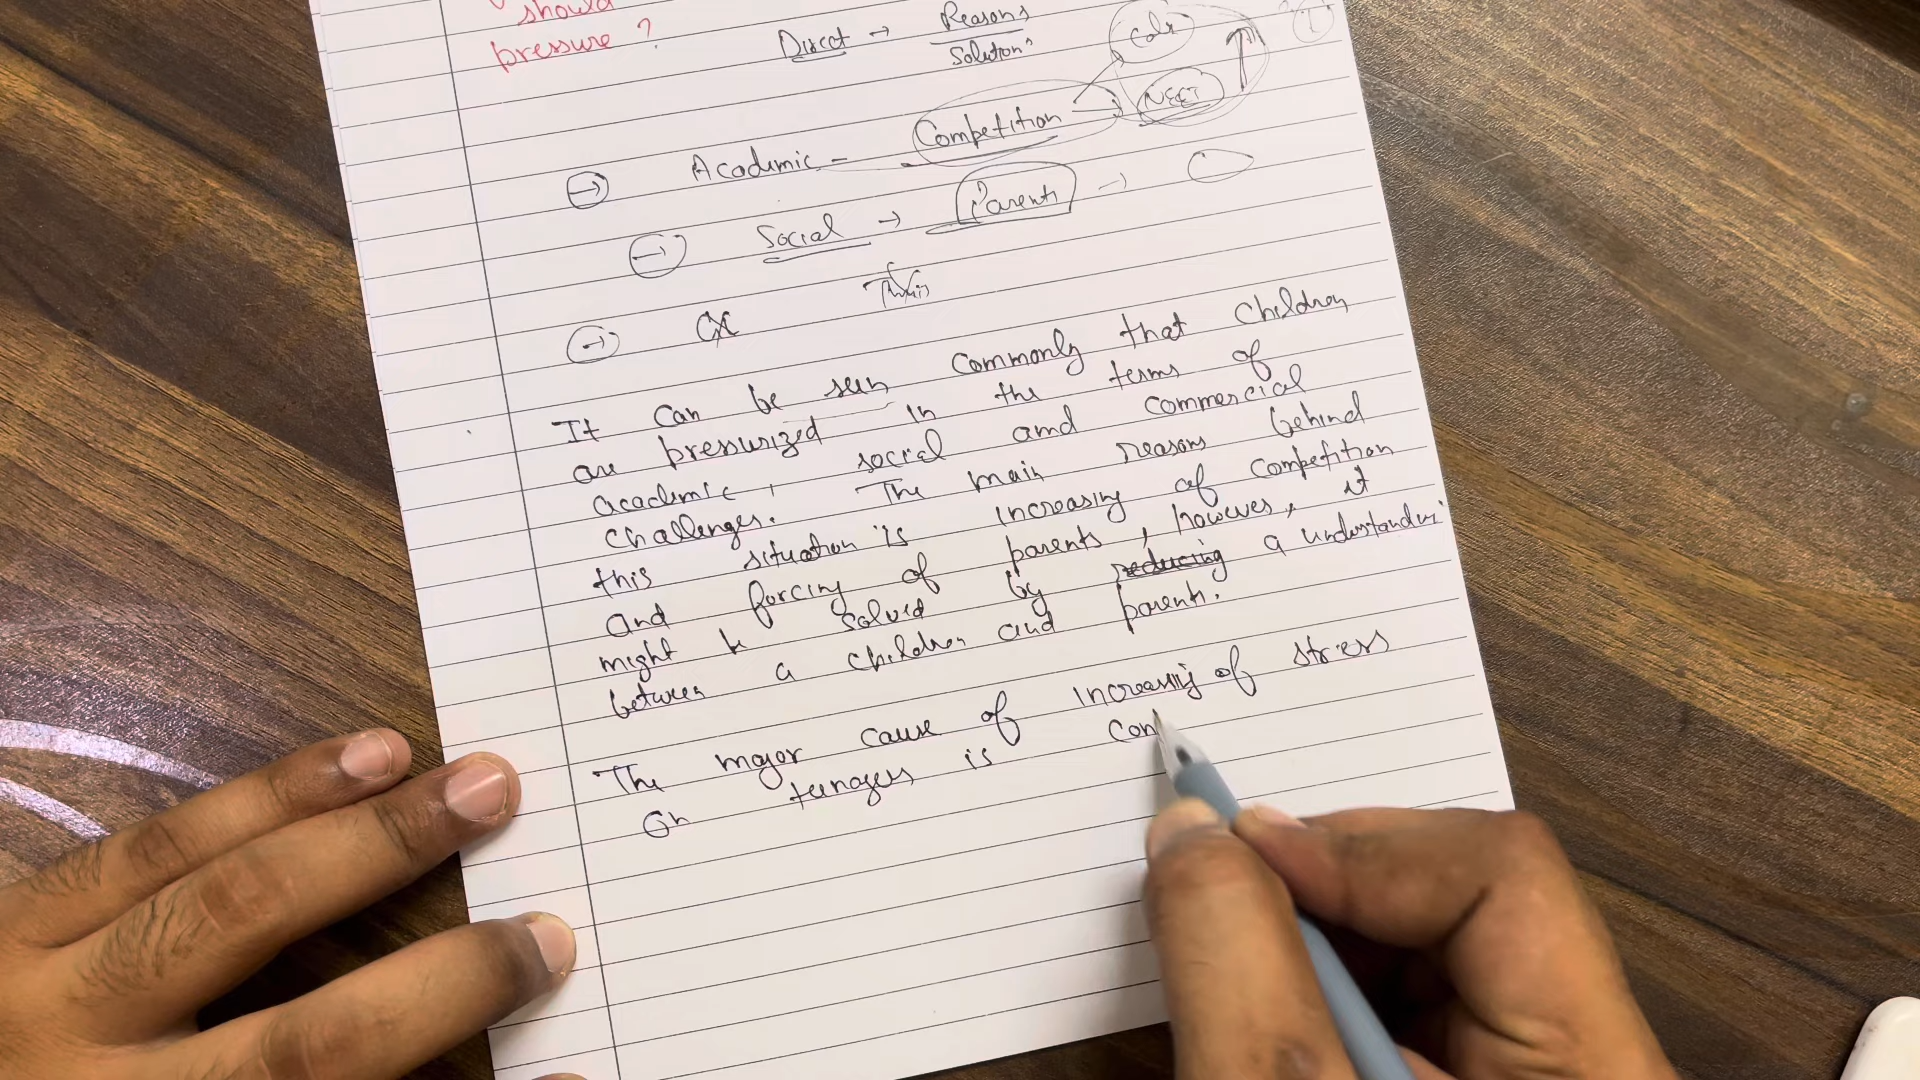 should
pressure ?
Direct → Reasons
Solution
NEET
Academic - Competition
Social → Parents →
It can be seen commonly that children
are pressurized in the terms of
academic, social and commercial
challenges. The main reasons behind
this situation is increasing of competition
and forcing of parents, however, it
might be solved by reducing a understanding
between a children and parents.
The major cause of increasing of stress
on teenagers is con